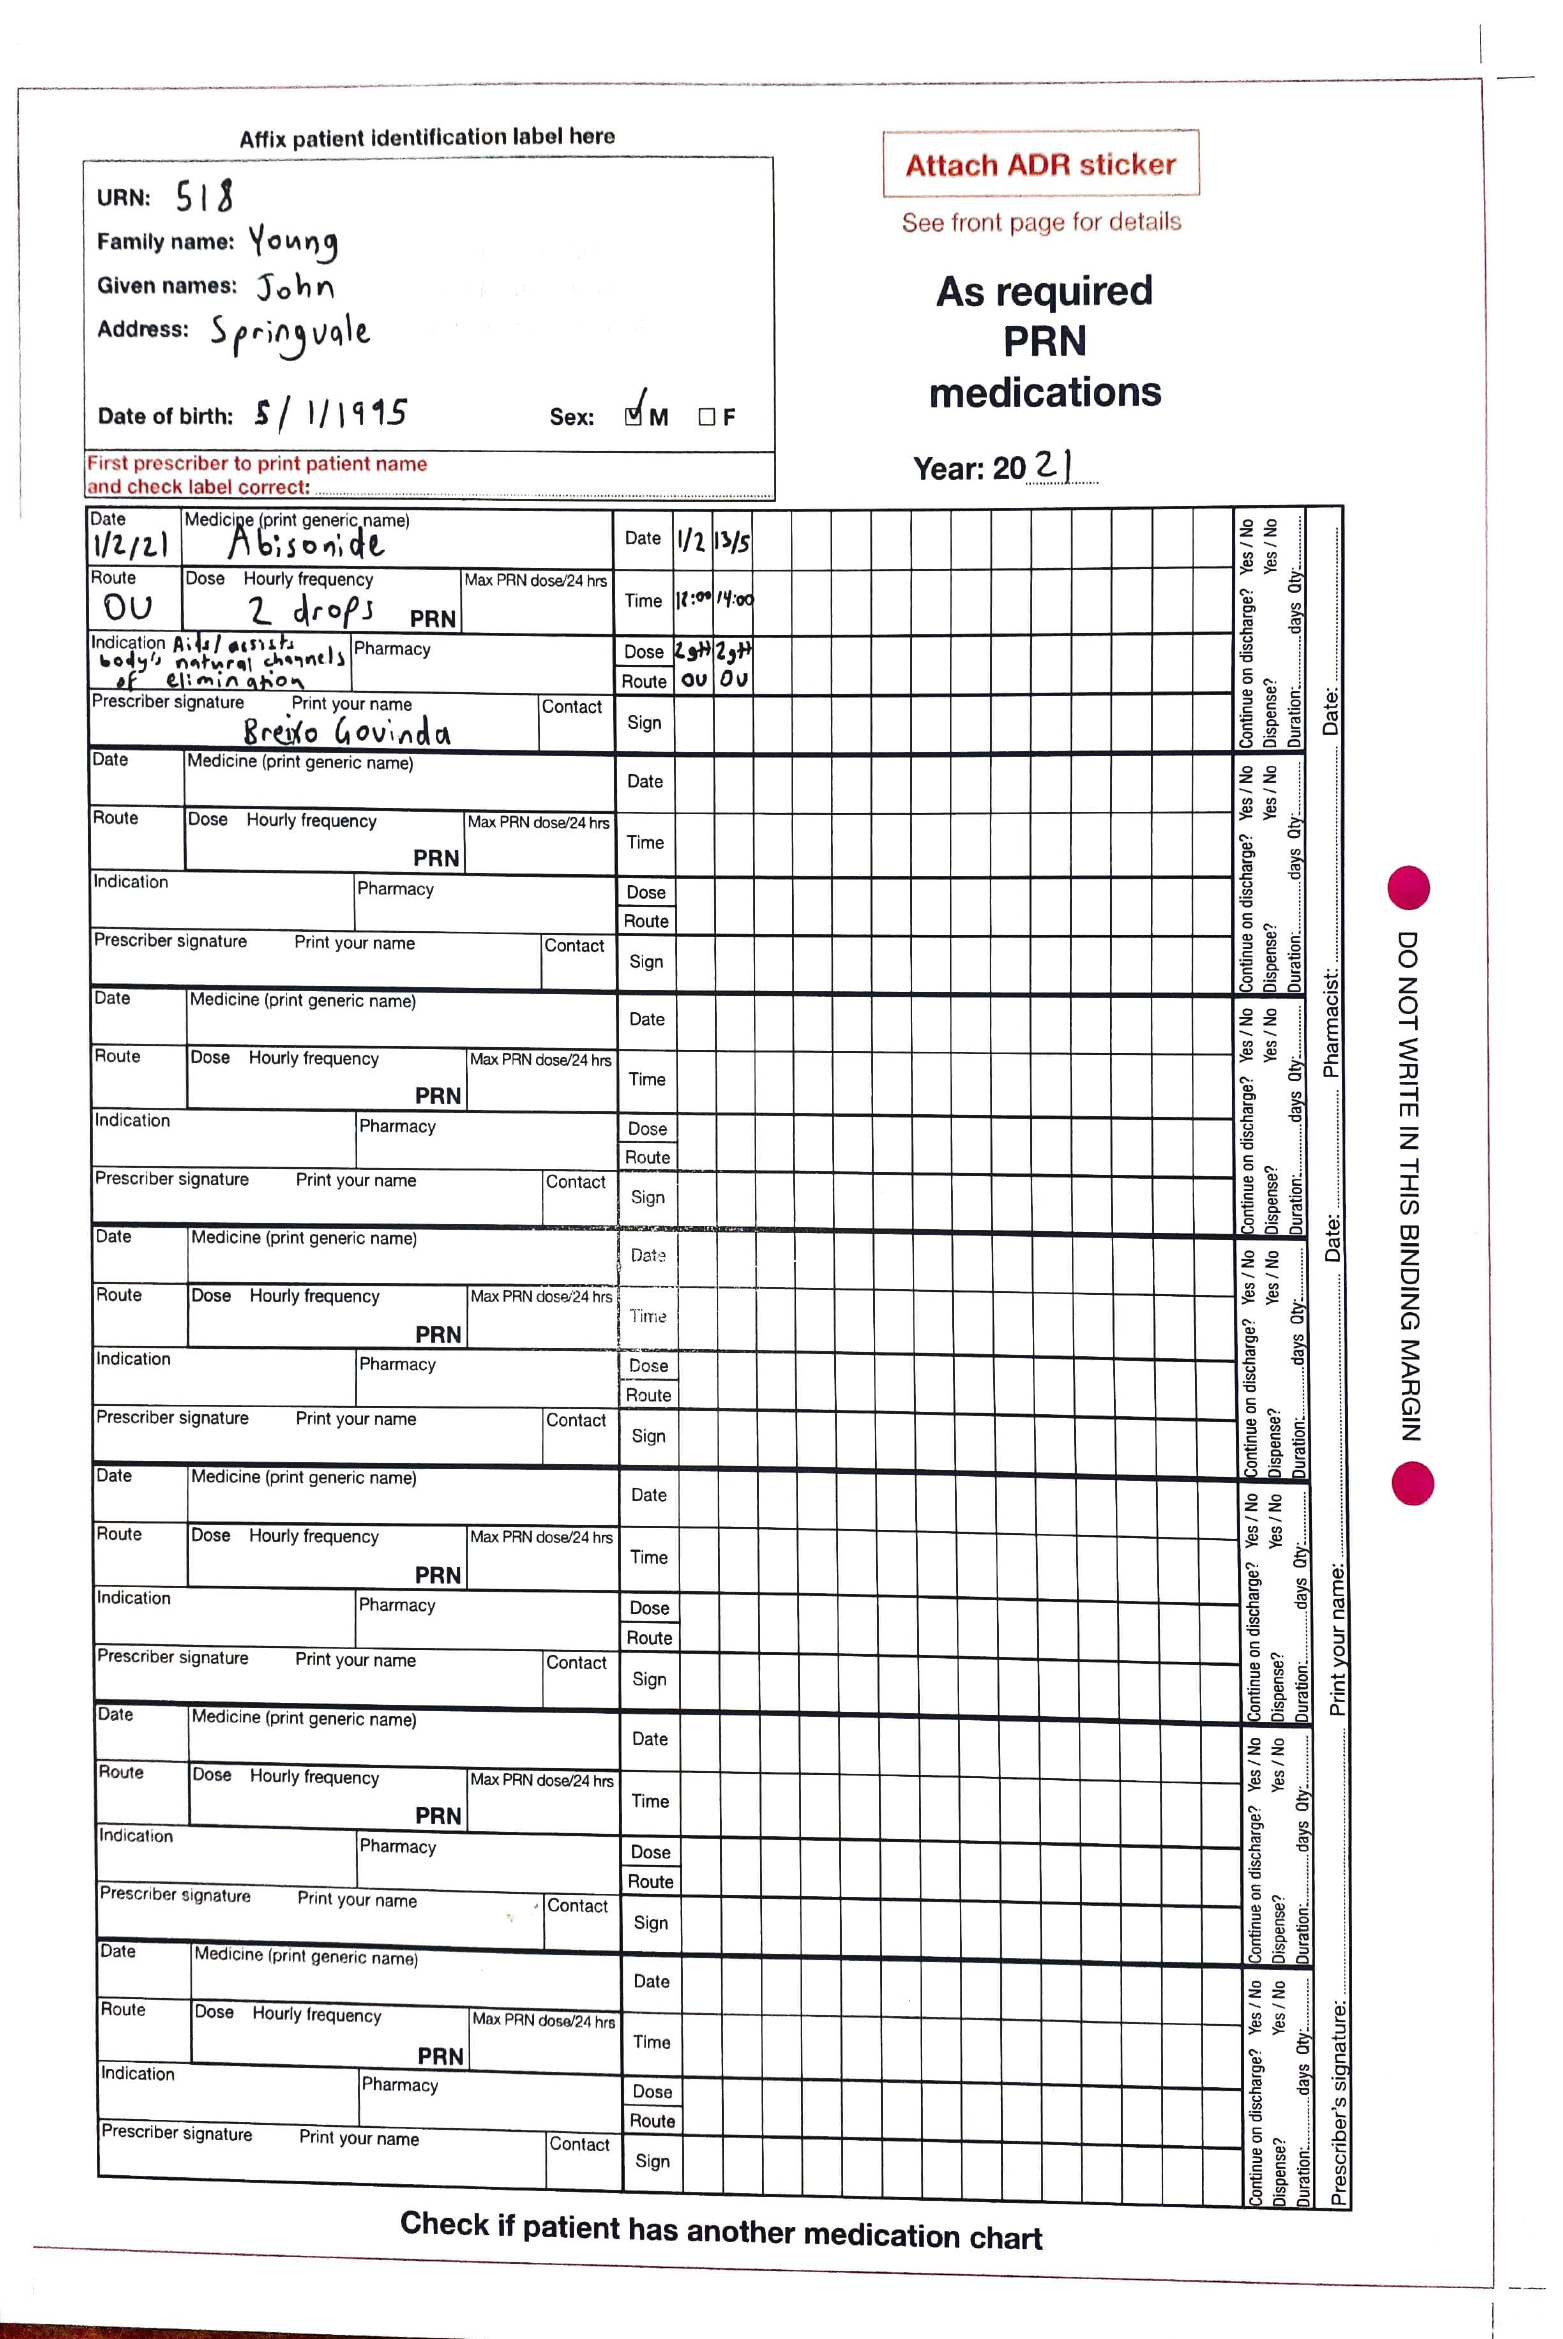 Affix patient identification label here
URN: 518
Family name: Young
Given names: John
Address: Springvale
Date of birth: 5/1/1995 Sex: ☑ M ☐ F
First prescriber to print patient name
and check label correct:
Attach ADR sticker
See front page for details
As required
PRN
medications
Year: 20 21
Date Medicine (print generic name) Date 1/2 13/5
1/2/21 Abisonide
Route Dose Hourly frequency Max PRN dose/24 hrs Time 12:00 14:00
OU 2 drops PRN
Indication Aids/assists Pharmacy Dose 2gtt 2gtt
body's natural channels
of elimination Route OU OU
Prescriber signature Print your name Contact Sign
Breixo Govinda
Continue on discharge? Yes / No
Dispense? Yes / No
Duration: days Qty:
Date Medicine (print generic name) Date
Route Dose Hourly frequency Max PRN dose/24 hrs Time
PRN
Indication Pharmacy Dose
Route
Prescriber signature Print your name Contact Sign
Continue on discharge? Yes / No
Dispense? Yes / No
Duration: days Qty:
Date Medicine (print generic name) Date
Route Dose Hourly frequency Max PRN dose/24 hrs Time
PRN
Indication Pharmacy Dose
Route
Prescriber signature Print your name Contact Sign
Continue on discharge? Yes / No
Dispense? Yes / No
Duration: days Qty:
Date Medicine (print generic name) Date
Route Dose Hourly frequency Max PRN dose/24 hrs Time
PRN
Indication Pharmacy Dose
Route
Prescriber signature Print your name Contact Sign
Continue on discharge? Yes / No
Dispense? Yes / No
Duration: days Qty:
Date Medicine (print generic name) Date
Route Dose Hourly frequency Max PRN dose/24 hrs Time
PRN
Indication Pharmacy Dose
Route
Prescriber signature Print your name Contact Sign
Continue on discharge? Yes / No
Dispense? Yes / No
Duration: days Qty:
Date Medicine (print generic name) Date
Route Dose Hourly frequency Max PRN dose/24 hrs Time
PRN
Indication Pharmacy Dose
Route
Prescriber signature Print your name Contact Sign
Continue on discharge? Yes / No
Dispense? Yes / No
Duration: days Qty:
Date Medicine (print generic name) Date
Route Dose Hourly frequency Max PRN dose/24 hrs Time
PRN
Indication Pharmacy Dose
Route
Prescriber signature Print your name Contact Sign
Continue on discharge? Yes / No
Dispense? Yes / No
Duration: days Qty:
Prescriber's signature: Print your name: Date: Pharmacist: Date:
DO NOT WRITE IN THIS BINDING MARGIN
Check if patient has another medication chart